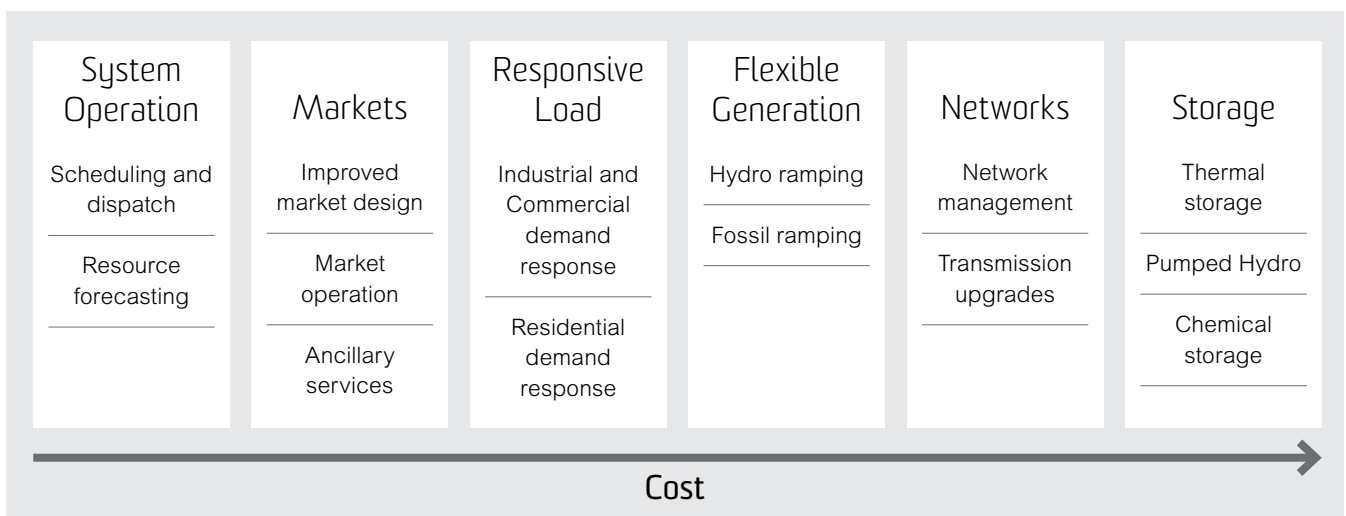 System
Operation
Scheduling and
dispatch
Resource
forecasting
Markets
Improved
market design
Market
operation
Ancillary
services
Responsive
Load
Industrial and
Commercial
demand
response
Residential
demand
response
Flexible
Generation
Hydro ramping
Fossil ramping
Networks
Network
management
Transmission
upgrades
Storage
Thermal
storage
Pumped Hydro
Chemical
storage
Cost